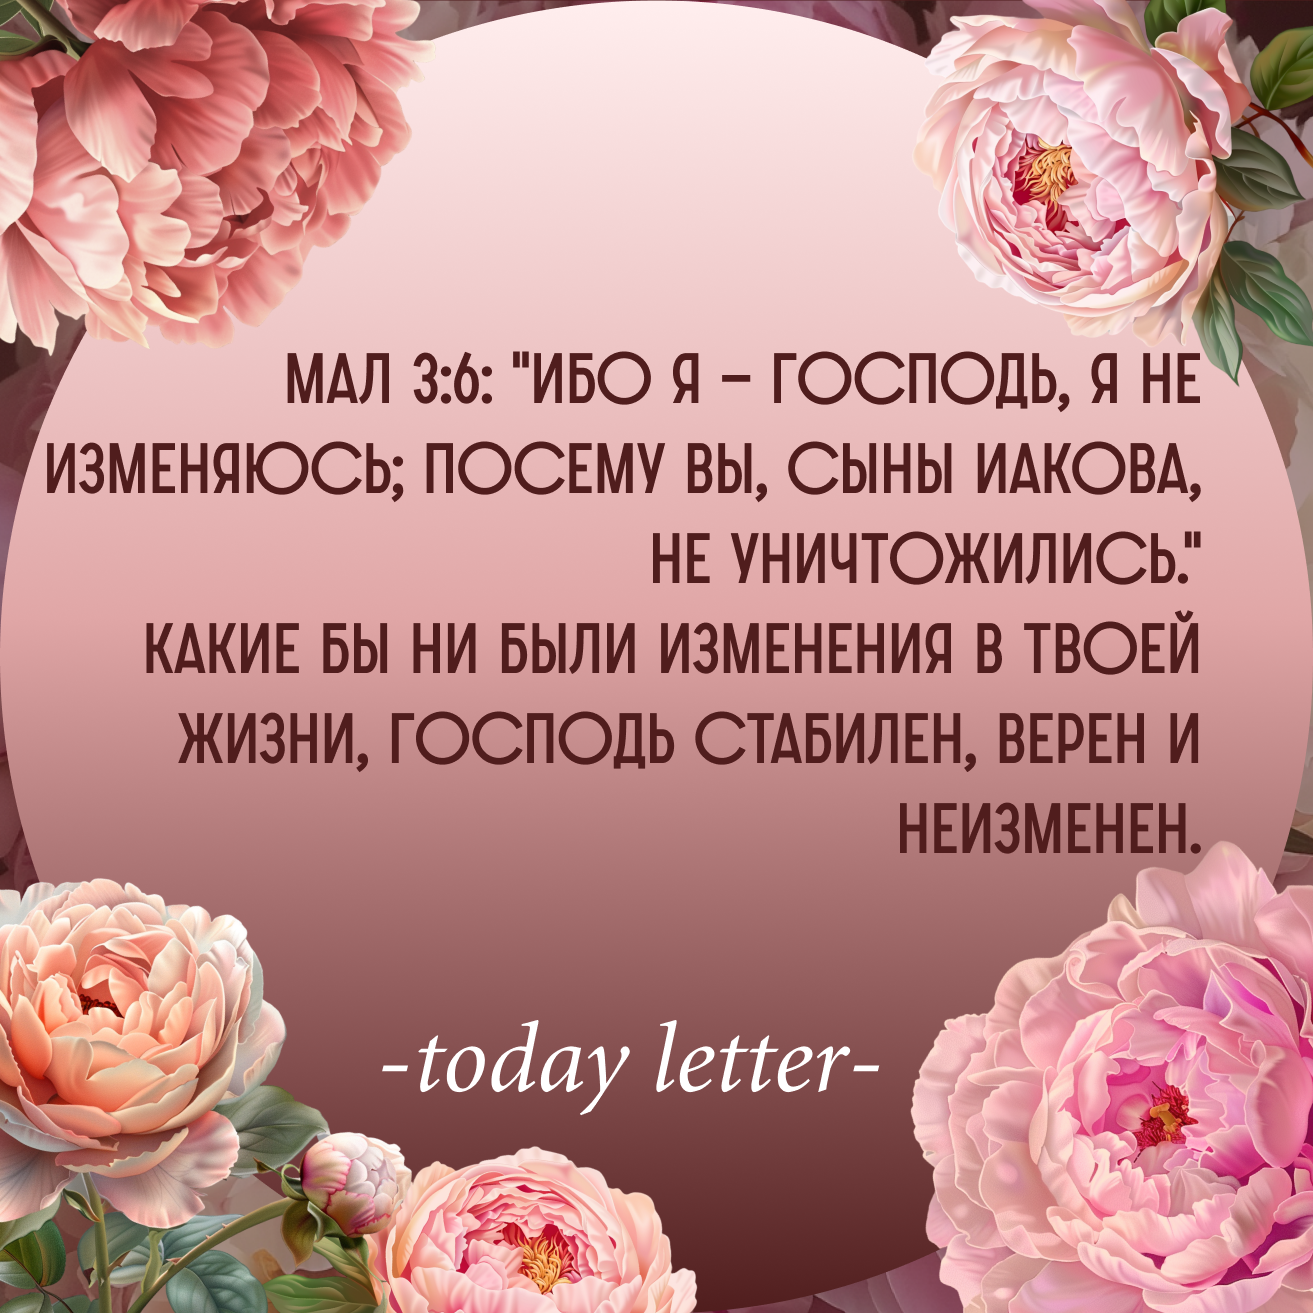 МАЛ 3:6: "ИБО Я – ГОСПОДЬ, Я НЕ
ИЗМЕНЯЮСЬ; ПОСЕМУ ВЫ, СЫНЫ ИАКОВА,
НЕ УНИЧТОЖИЛИСЬ."
КАКИЕ БЫ НИ БЫЛИ ИЗМЕНЕНИЯ В ТВОЕЙ
ЖИЗНИ, ГОСПОДЬ СТАБИЛЕН, ВЕРЕН И
НЕИЗМЕНЕН.
-today letter-